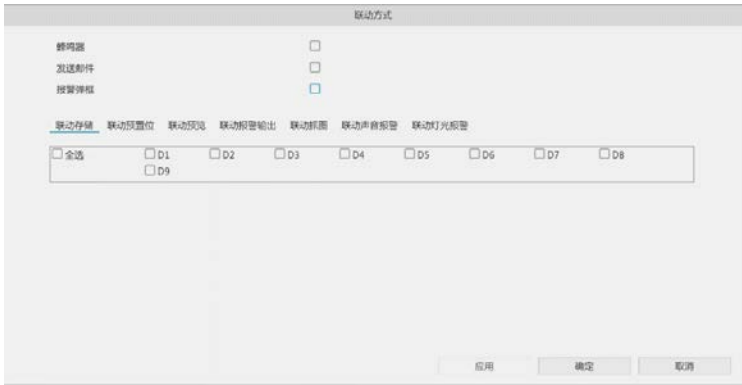 联动方式
蜂鸣器
发送邮件
报警弹框
联动存储 联动预置位 联动预览 联动报警输出 联动抓图 联动声音报警 联动灯光报警
全选 D1 D2 D3 D4 D5 D6 D7 D8
D9
应用 确定 取消